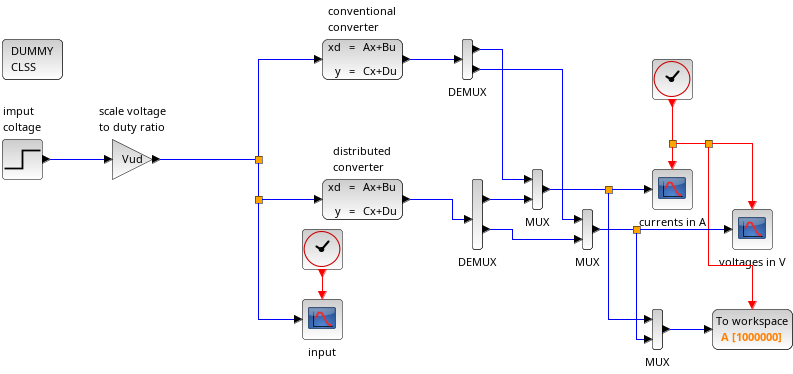 conventional
converter
DUMMY
CLSS
xd = Ax+Bu
y = Cx+Du
DEMUX
imput
coltage
scale voltage
to duty ratio
Vud
distributed
converter
xd = Ax+Bu
y = Cx+Du
DEMUX
MUX
MUX
currents in A
voltages in V
input
To workspace
A [1000000]
MUX